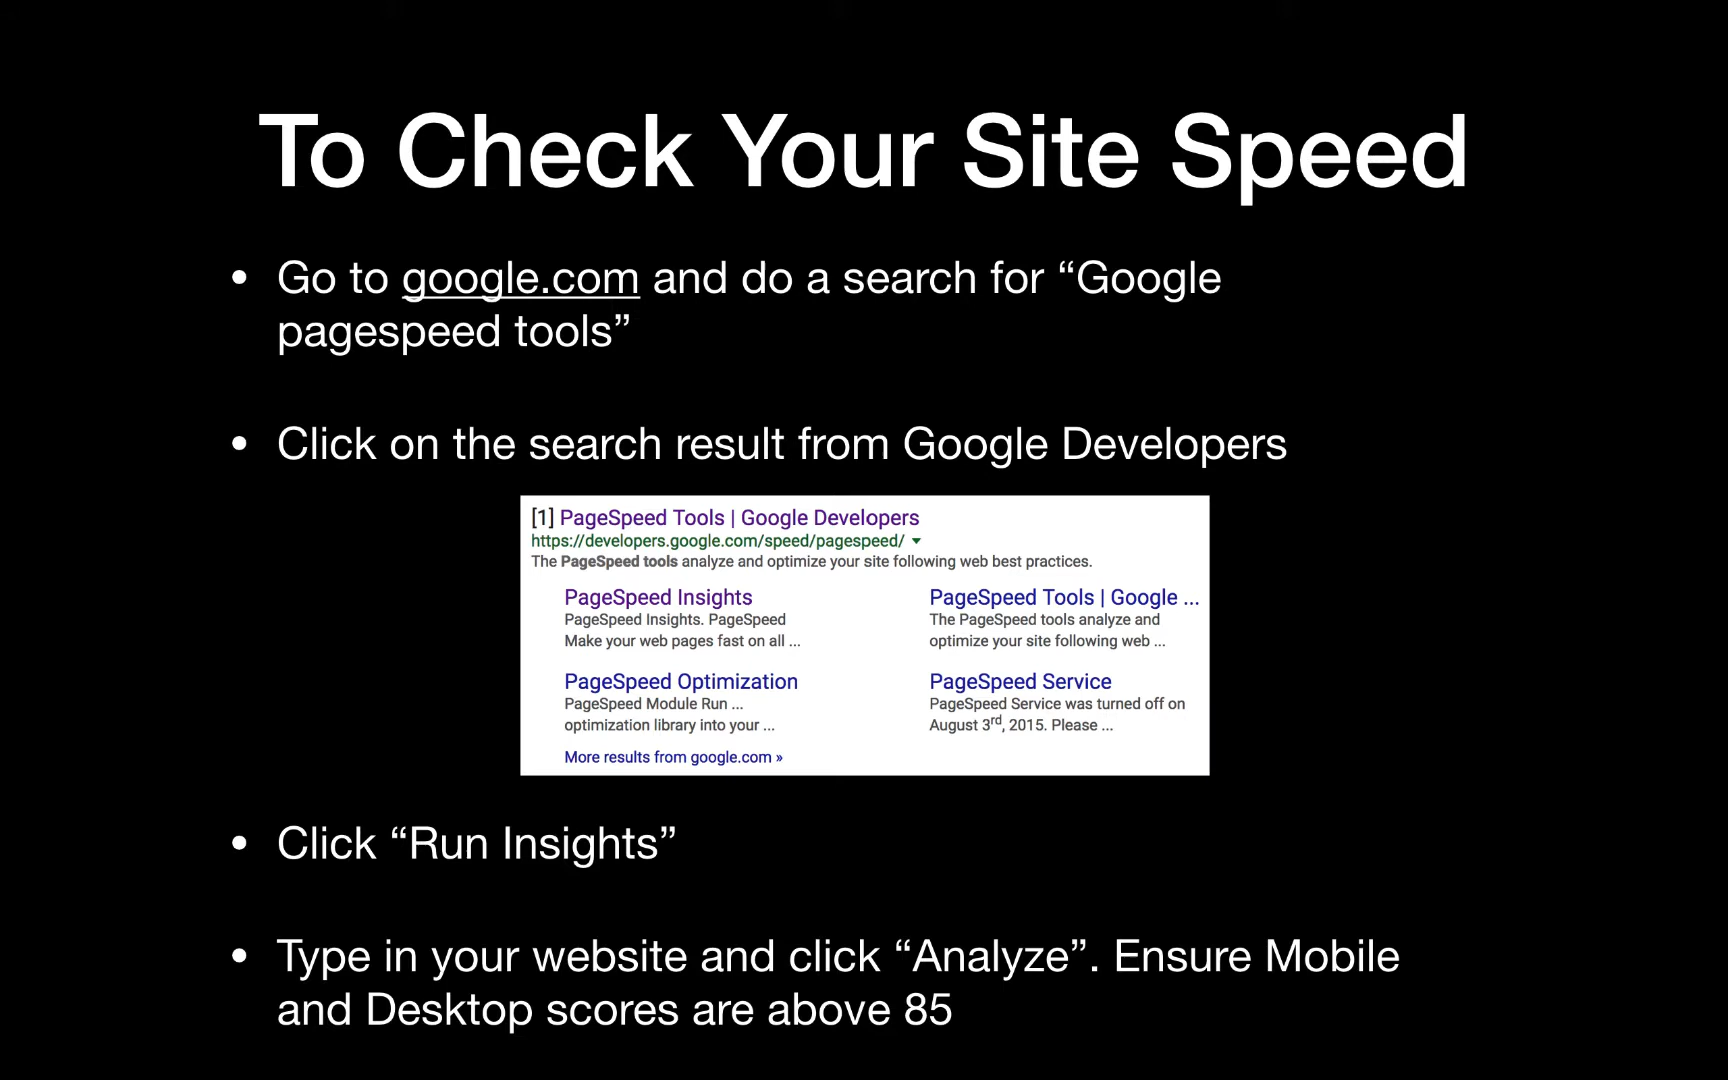 To Check Your Site Speed
• Go to google.com and do a search for “Google
pagespeed tools”
• Click on the search result from Google Developers
[1] PageSpeed Tools | Google Developers
https://developers.google.com/speed/pagespeed/
The PageSpeed tools analyze and optimize your site following web best practices.
PageSpeed Insights
PageSpeed Insights. PageSpeed
Make your web pages fast on all ...
PageSpeed Tools | Google ...
The PageSpeed tools analyze and
optimize your site following web ...
PageSpeed Optimization
PageSpeed Module Run ...
optimization library into your ...
PageSpeed Service
PageSpeed Service was turned off on
August 3rd, 2015. Please ...
More results from google.com »
• Click “Run Insights”
• Type in your website and click “Analyze”. Ensure Mobile
and Desktop scores are above 85